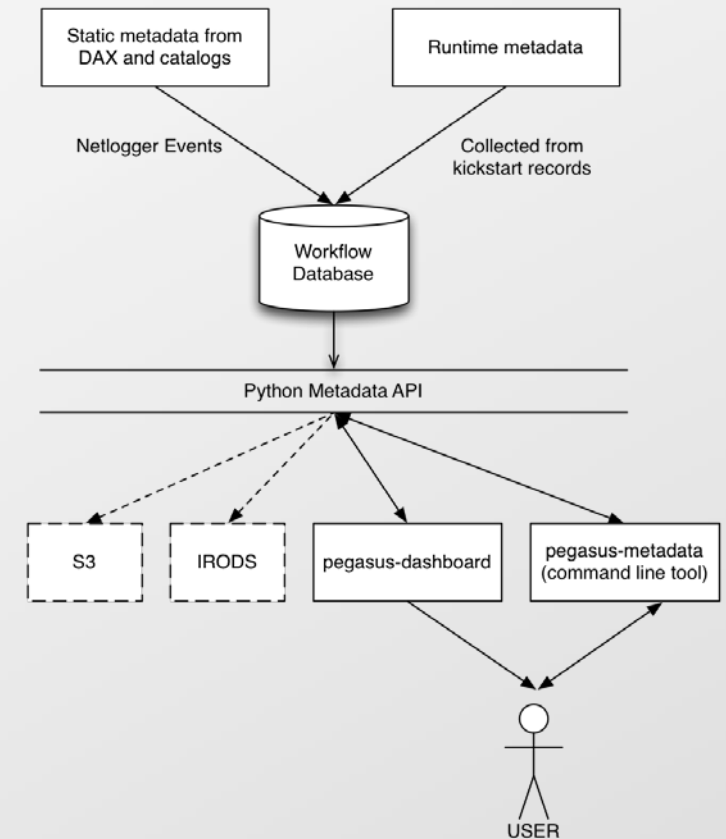 Static metadata from
DAX and catalogs
Runtime metadata
Netlogger Events
Collected from
kickstart records
Workflow
Database
Python Metadata API
S3
IRODS
pegasus-dashboard
pegasus-metadata
(command line tool)
USER